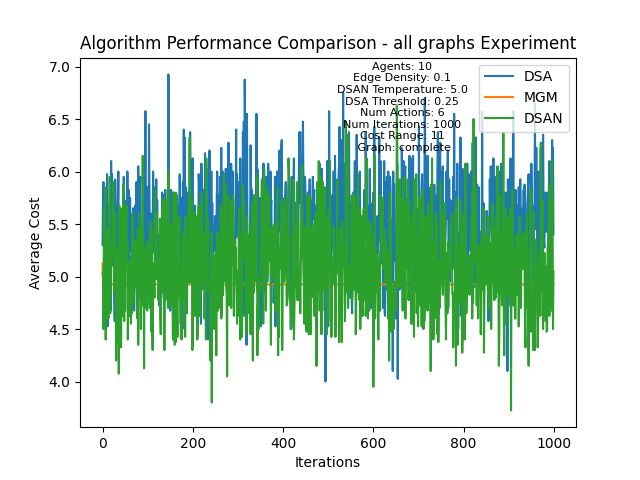 Algorithm Performance Comparison - all graphs Experiment
Agents: 10
Edge Density: 0.1
DSAN Temperature: 5.0
DSA Threshold: 0.25
Num Actions: 6
Num Iterations: 1000
Cost Range: 11
Graph: complete
DSA
MGM
DSAN
Average Cost
7.0
6.5
6.0
5.5
5.0
4.5
4.0
0
200
400
600
800
1000
Iterations